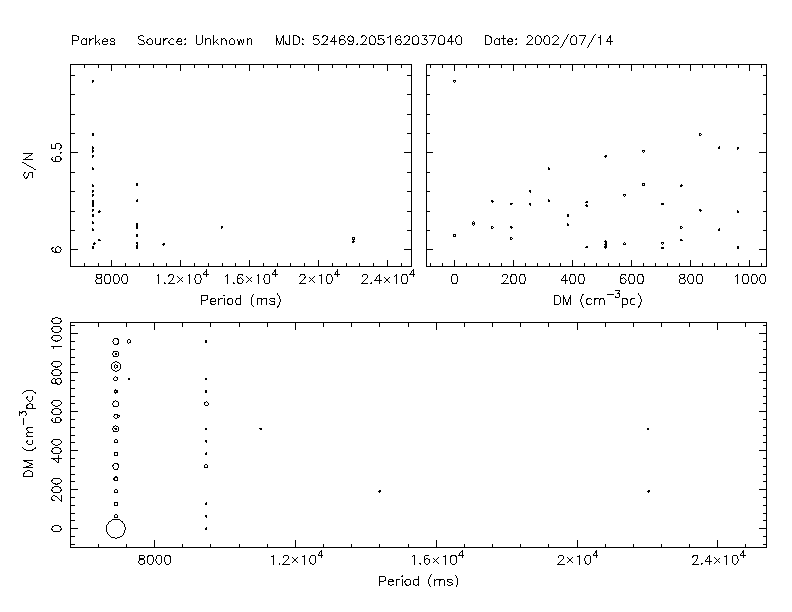 Parkes Source: Unknown MJD: 52469.205162037040 Date: 2002/07/14
S/N
6.5
6
8000 1.2×10⁴ 1.6×10⁴ 2×10⁴ 2.4×10⁴
Period (ms)
0 200 400 600 800 1000
DM (cm⁻³pc)
DM (cm⁻³pc)
1000
800
600
400
200
0
8000 1.2×10⁴ 1.6×10⁴ 2×10⁴ 2.4×10⁴
Period (ms)